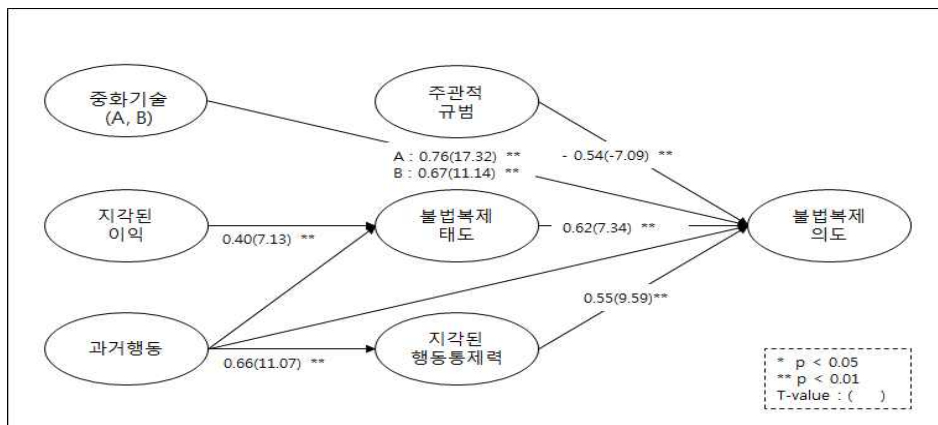 중화기술
(A, B)
주관적
규범
A : 0.76(17.32) **
B : 0.67(11.14) **
- 0.54(-7.09) **
지각된
이익
0.40(7.13) **
불법복제
태도
0.62(7.34) **
불법복제
의도
0.55(9.59)**
과거행동
0.66(11.07) **
지각된
행동통제력
* p < 0.05
** p < 0.01
T-value : ( )